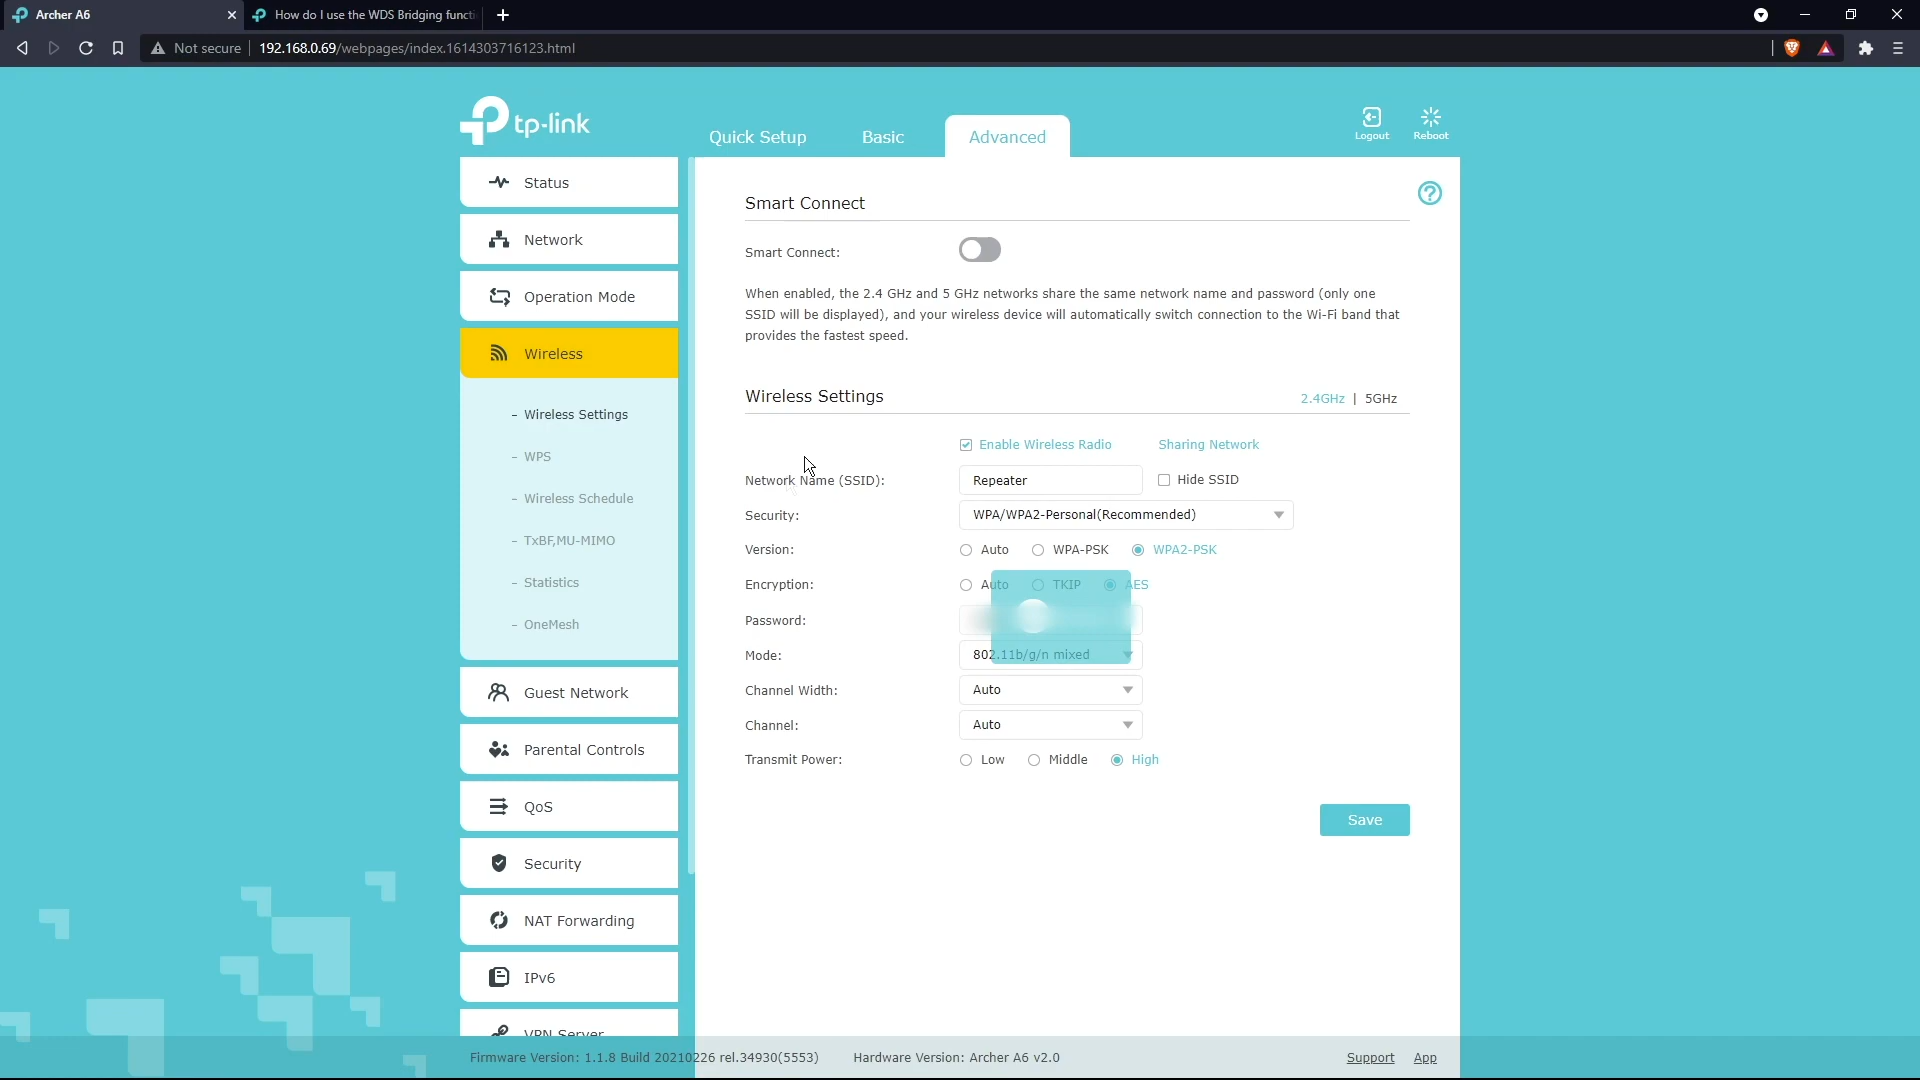 Archer A6
How do I use the WDS Bridging functi
Not secure
192.168.0.69/webpages/index.1614303716123.html
tp-link
Quick Setup
Basic
Advanced
Logout
Reboot
Status
Network
Operation Mode
Wireless
- Wireless Settings
- WPS
- Wireless Schedule
- TxBF,MU-MIMO
- Statistics
- OneMesh
Guest Network
Parental Controls
QoS
Security
NAT Forwarding
IPv6
VPN Server
Smart Connect
Smart Connect:
When enabled, the 2.4 GHz and 5 GHz networks share the same network name and password (only one
SSID will be displayed), and your wireless device will automatically switch connection to the Wi-Fi band that
provides the fastest speed.
Wireless Settings
2.4GHz | 5GHz
Enable Wireless Radio
Sharing Network
Network Name (SSID):
Repeater
Hide SSID
Security:
WPA/WPA2-Personal(Recommended)
Version:
Auto
WPA-PSK
WPA2-PSK
Encryption:
Auto
TKIP
AES
Password:
Mode:
802.11b/g/n mixed
Channel Width:
Auto
Channel:
Auto
Transmit Power:
Low
Middle
High
Save
Firmware Version: 1.1.8 Build 20210226 rel.34930(5553)
Hardware Version: Archer A6 v2.0
Support
App